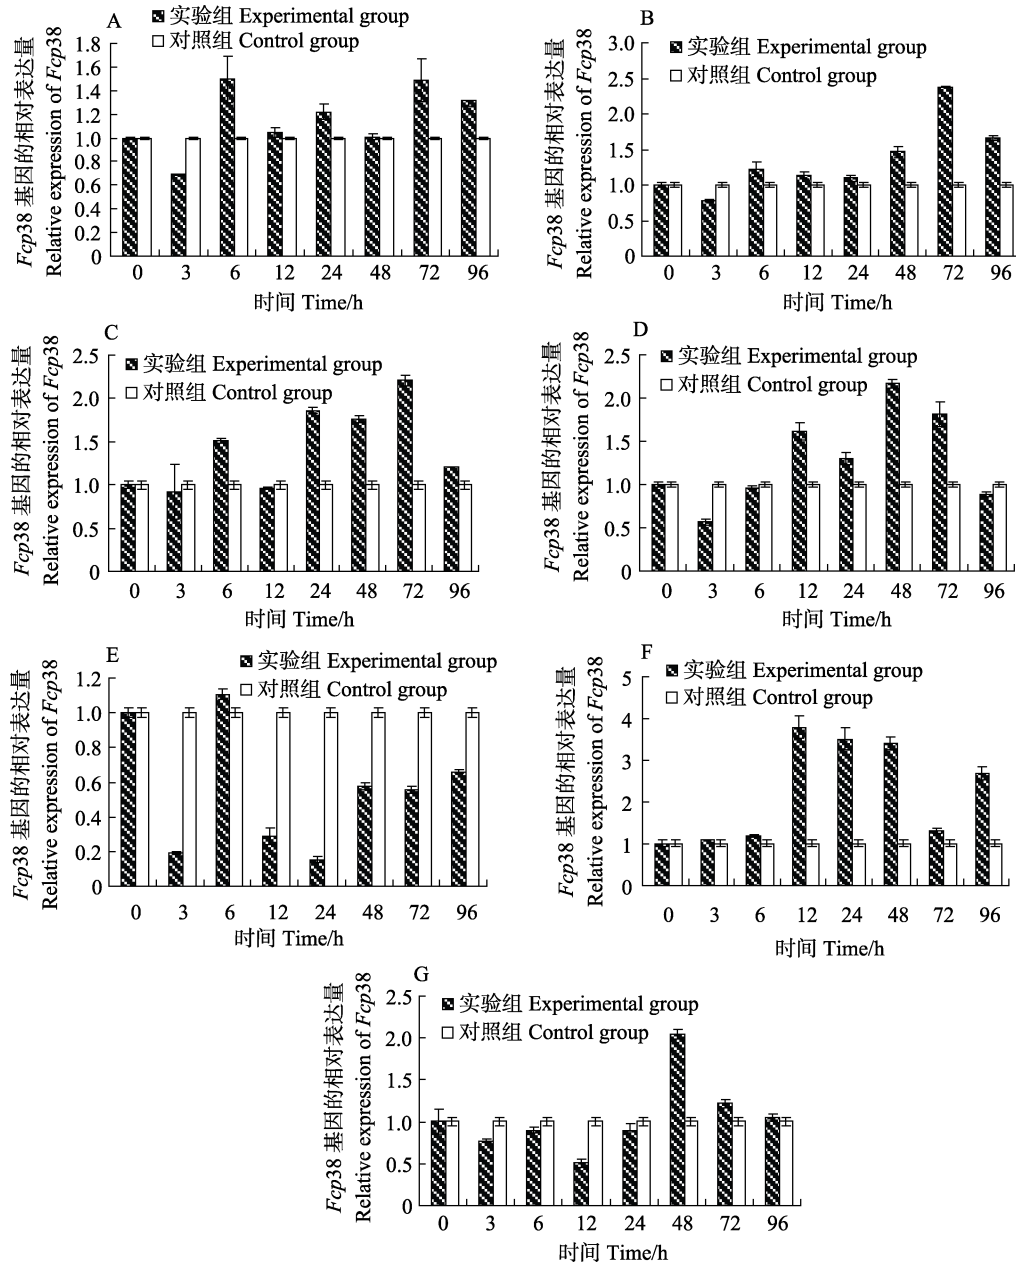 A
实验组 Experimental group
对照组 Control group
Fcp38 基因的相对表达量
Relative expression of Fcp38
1.8
1.6
1.4
1.2
1.0
0.8
0.6
0.4
0.2
0
0 3 6 12 24 48 72 96
时间 Time/h
B
实验组 Experimental group
对照组 Control group
Fcp38 基因的相对表达量
Relative expression of Fcp38
3.0
2.5
2.0
1.5
1.0
0.5
0
0 3 6 12 24 48 72 96
时间 Time/h
C
实验组 Experimental group
对照组 Control group
Fcp38 基因的相对表达量
Relative expression of Fcp38
2.5
2.0
1.5
1.0
0.5
0
0 3 6 12 24 48 72 96
时间 Time/h
D
实验组 Experimental group
对照组 Control group
Fcp38 基因的相对表达量
Relative expression of Fcp38
3.0
2.5
2.0
1.5
1.0
0.5
0
0 3 6 12 24 48 72 96
时间 Time/h
E
实验组 Experimental group
对照组 Control group
Fcp38 基因的相对表达量
Relative expression of Fcp38
1.2
1.0
0.8
0.6
0.4
0.2
0
0 3 6 12 24 48 72 96
时间 Time/h
F
实验组 Experimental group
对照组 Control group
Fcp38 基因的相对表达量
Relative expression of Fcp38
5
4
3
2
1
0
0 3 6 12 24 48 72 96
时间 Time/h
G
实验组 Experimental group
对照组 Control group
Fcp38 基因的相对表达量
Relative expression of Fcp38
2.5
2.0
1.5
1.0
0.5
0
0 3 6 12 24 48 72 96
时间 Time/h